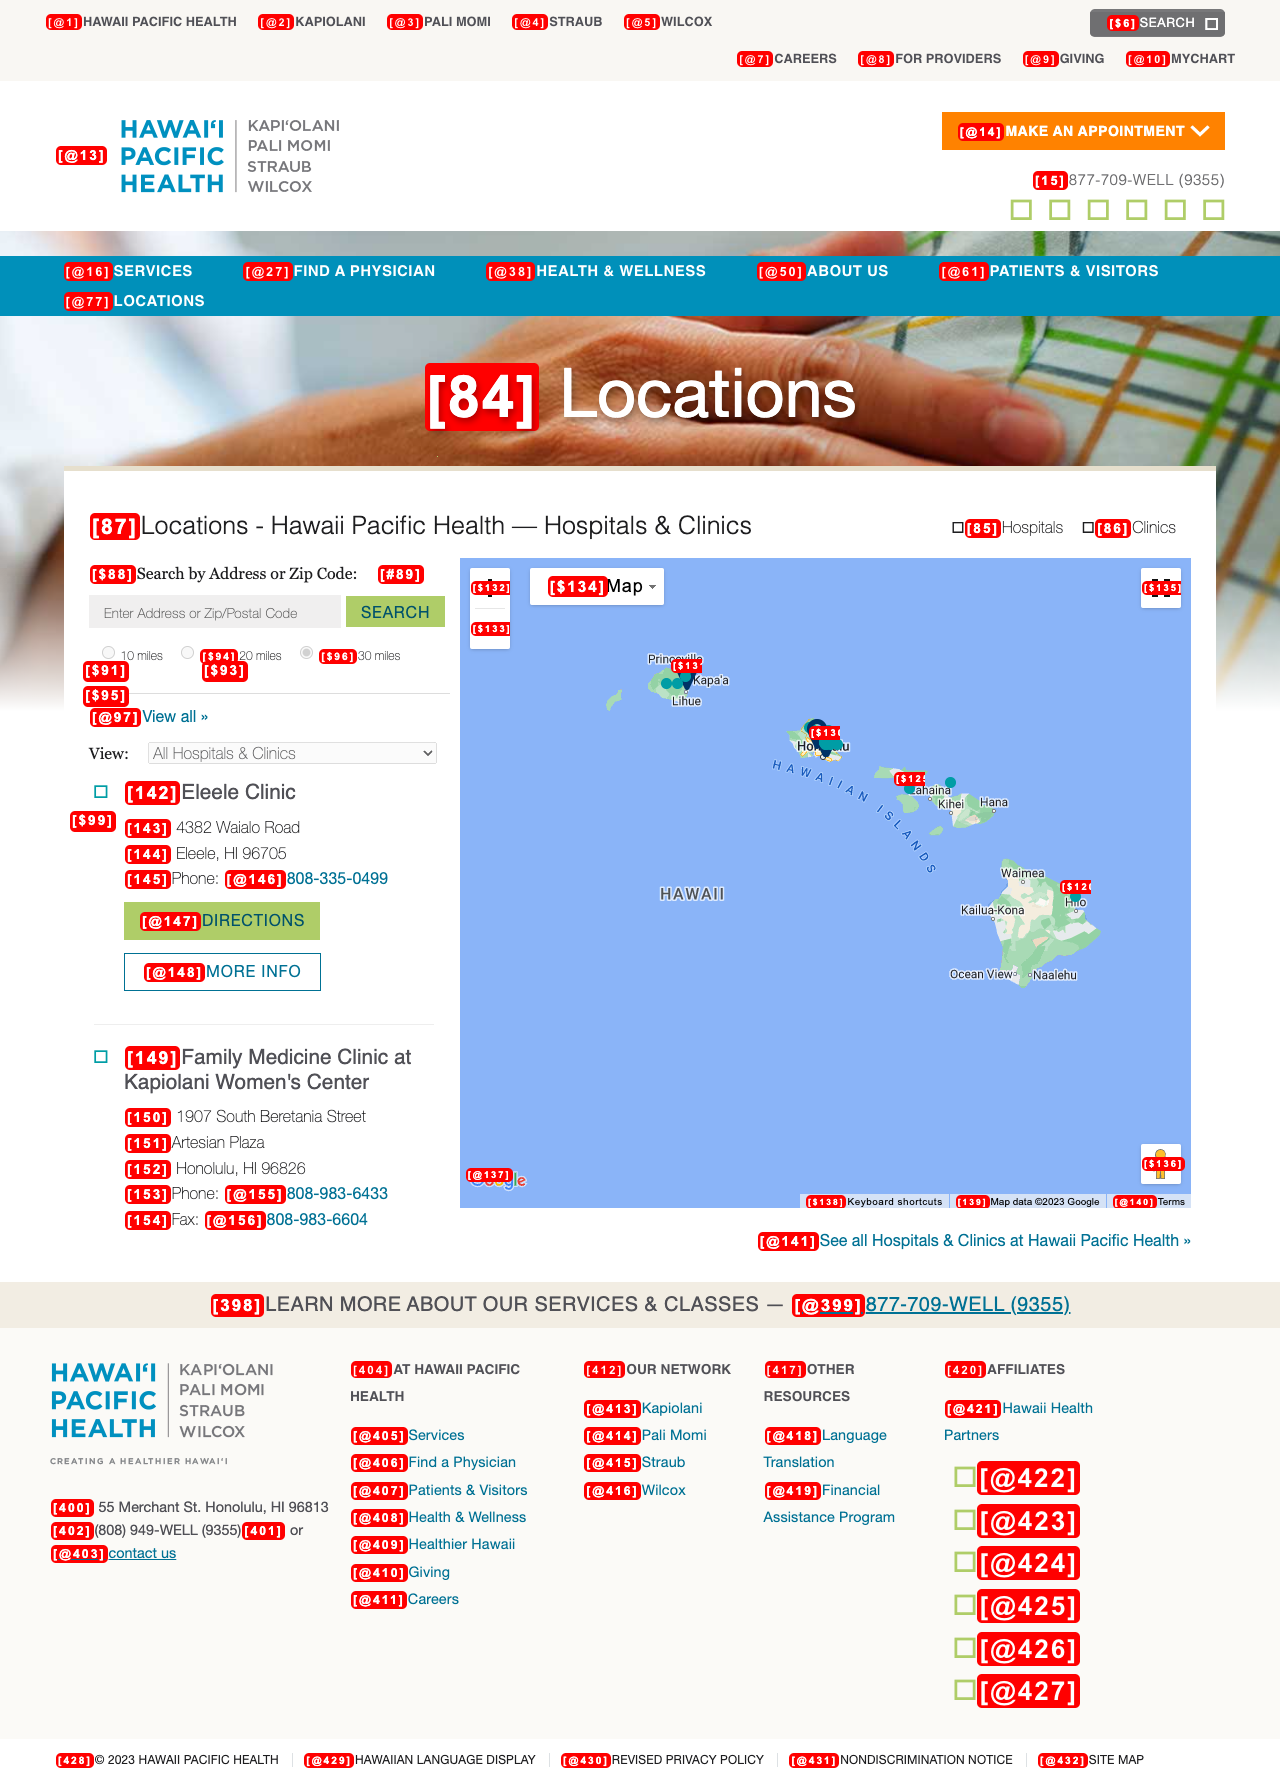 [@1]HAWAII PACIFIC HEALTH [@2]KAPIOLANI [@3]PALI MOMI [@4]STRAUB [@5]WILCOX [$6]SEARCH
[@7]CAREERS [@8]FOR PROVIDERS [@9]GIVING [@10]MYCHART
[@13] HAWAIʻI PACIFIC HEALTH
KAPIʻOLANI
PALI MOMI
STRAUB
WILCOX
[@14]MAKE AN APPOINTMENT
[15]877-709-WELL (9355)
[@16]SERVICES [@27]FIND A PHYSICIAN [@38]HEALTH & WELLNESS [@50]ABOUT US [@61]PATIENTS & VISITORS
[@77]LOCATIONS
[84] Locations
[87]Locations - Hawaii Pacific Health — Hospitals & Clinics [85]Hospitals [86]Clinics
[$88]Search by Address or Zip Code: [#89]
Enter Address or Zip/Postal Code SEARCH
10 miles [$94]20 miles [$96]30 miles
[$91] [$93]
[$95]
[@97]View all »
View: All Hospitals & Clinics
[142]Eleele Clinic
[$99]
[143] 4382 Waialo Road
[144] Eleele, HI 96705
[145]Phone: [@146]808-335-0499
[@147]DIRECTIONS
[@148]MORE INFO
[149]Family Medicine Clinic at
Kapiolani Women's Center
[150] 1907 South Beretania Street
[151]Artesian Plaza
[152] Honolulu, HI 96826
[153]Phone: [@155]808-983-6433
[154]Fax: [@156]808-983-6604
[$132]
[$133]
[$134]Map
[$135]
Princeville
Kapa'a
Lihue
HAWAIIAN ISLANDS
Kihei
Hana
HAWAII
Waimea
Kailua-Kona
Hilo
Ocean View
Naalehu
[@137]
[$136]
[$138]Keyboard shortcuts [139]Map data ©2023 Google [@140]Terms
[@141]See all Hospitals & Clinics at Hawaii Pacific Health »
[398]LEARN MORE ABOUT OUR SERVICES & CLASSES — [@399]877-709-WELL (9355)
HAWAIʻI PACIFIC HEALTH
KAPIʻOLANI
PALI MOMI
STRAUB
WILCOX
CREATING A HEALTHIER HAWAIʻI
[400] 55 Merchant St. Honolulu, HI 96813
[402](808) 949-WELL (9355)[401] or
[@403]contact us
[404]AT HAWAII PACIFIC
HEALTH
[@405]Services
[@406]Find a Physician
[@407]Patients & Visitors
[@408]Health & Wellness
[@409]Healthier Hawaii
[@410]Giving
[@411]Careers
[412]OUR NETWORK
[@413]Kapiolani
[@414]Pali Momi
[@415]Straub
[@416]Wilcox
[417]OTHER
RESOURCES
[@418]Language
Translation
[@419]Financial
Assistance Program
[420]AFFILIATES
[@421]Hawaii Health
Partners
[@422]
[@423]
[@424]
[@425]
[@426]
[@427]
[428]© 2023 HAWAII PACIFIC HEALTH [@429]HAWAIIAN LANGUAGE DISPLAY [@430]REVISED PRIVACY POLICY [@431]NONDISCRIMINATION NOTICE [@432]SITE MAP